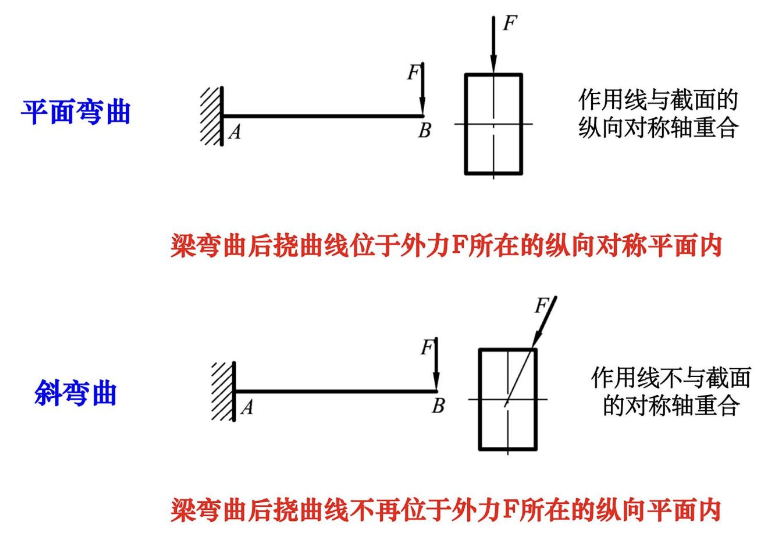 F
F
作用线与截面的
平面弯曲
纵向对称轴重合
A
B
梁弯曲后挠曲线位于外力F所在的纵向对称平面内
F
F
作用线不与截面
斜弯曲
的对称轴重合
A
B
梁弯曲后挠曲线不再位于外力F所在的纵向平面内